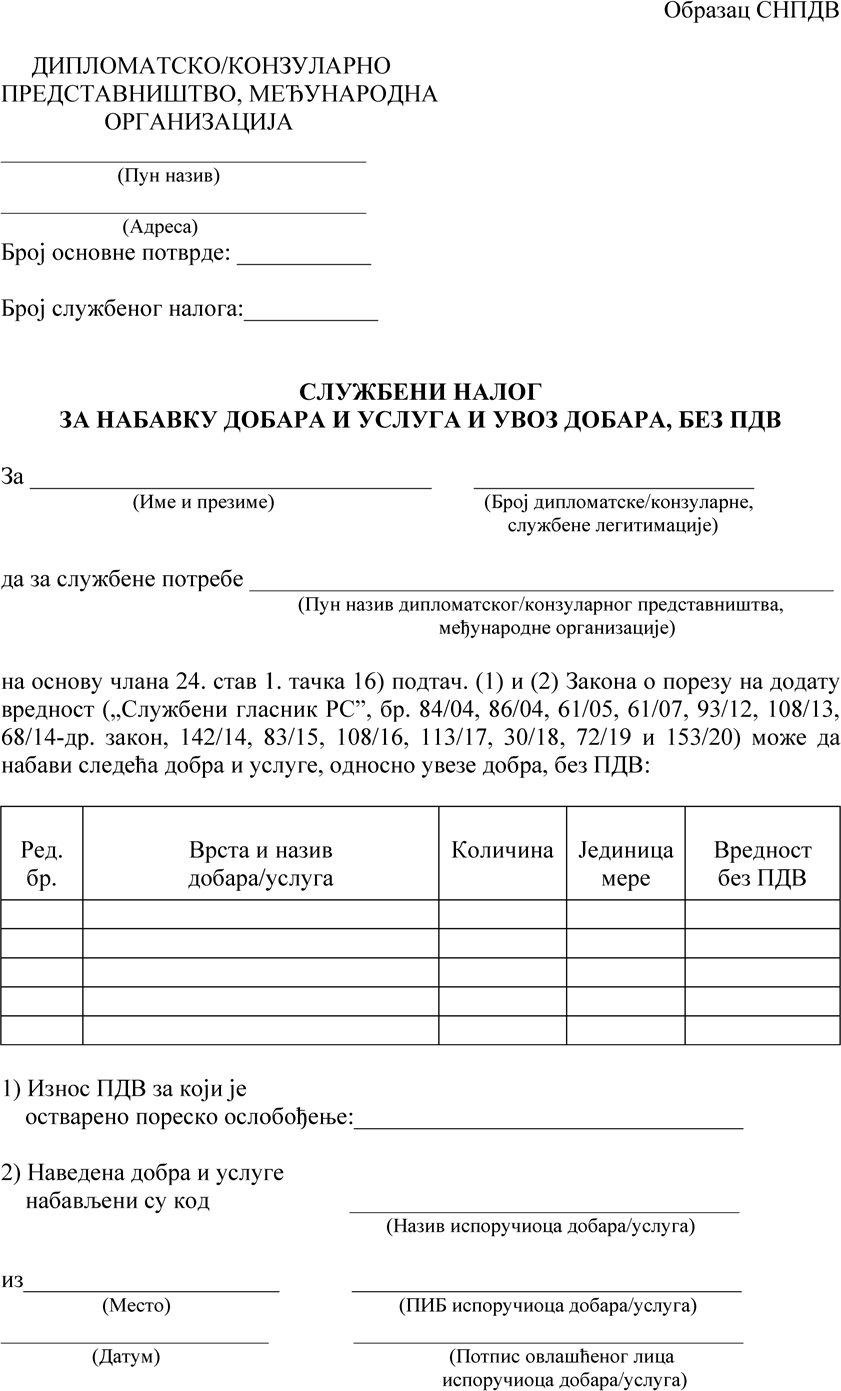 Образац СНПДВ
ДИПЛОМАТСКО/КОНЗУЛАРНО
ПРЕДСТАВНИШТВО, МЕЂУНАРОДНА
ОРГАНИЗАЦИЈА
(Пун назив)
(Адреса)
Број основне потврде: ___________
Број службеног налога:___________
СЛУЖБЕНИ НАЛОГ
ЗА НАБАВКУ ДОБАРА И УСЛУГА И УВОЗ ДОБАРА, БЕЗ ПДВ
За
(Име и презиме) (Број дипломатске/конзуларне,
службене легитимације)
да за службене потребе
(Пун назив дипломатског/конзуларног представништва,
међународне организације)
на основу члана 24. став 1. тачка 16) подтач. (1) и (2) Закона о порезу на додату
вредност („Службени гласник РС”, бр. 84/04, 86/04, 61/05, 61/07, 93/12, 108/13,
68/14-др. закон, 142/14, 83/15, 108/16, 113/17, 30/18, 72/19 и 153/20) може да
набави следећа добра и услуге, односно увезе добра, без ПДВ:
Ред. Врста и назив Количина Јединица Вредност
бр. добара/услуга мере без ПДВ
1) Износ ПДВ за који је
остварено пореско ослобођење:
2) Наведена добра и услуге
набављени су код
(Назив испоручиоца добара/услуга)
из
(Место) (ПИБ испоручиоца добара/услуга)
(Датум) (Потпис овлашћеног лица
испоручиоца добара/услуга)